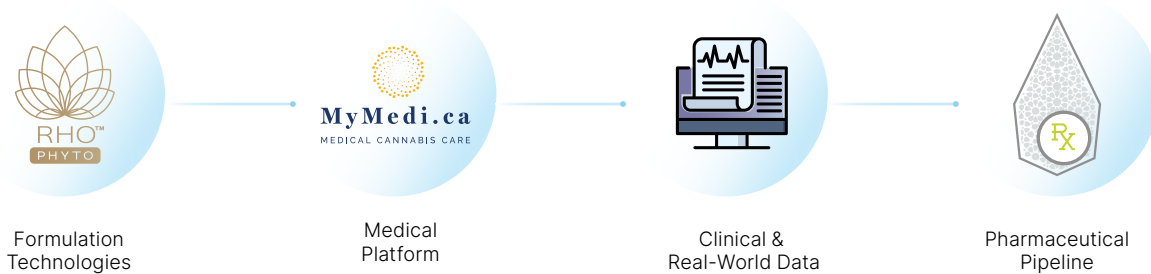 RHO™
PHYTO
MyMedi.ca
MEDICAL CANNABIS CARE
Rx
Formulation
Technologies
Medical
Platform
Clinical &
Real-World Data
Pharmaceutical
Pipeline